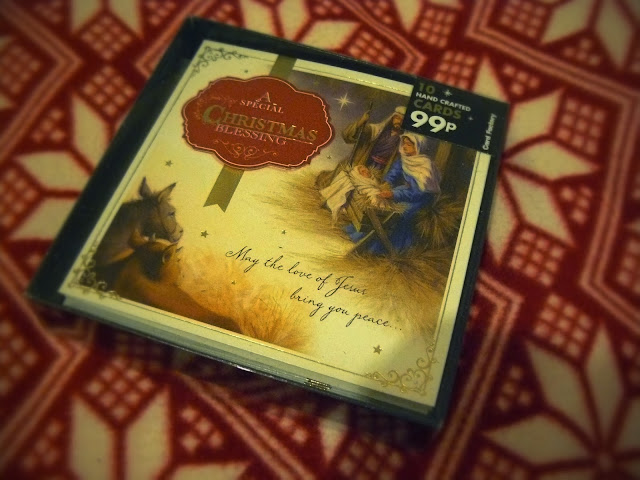 A
SPECIAL
CHRISTMAS
BLESSING
10
HAND CRAFTED
CARDS
99P
Card Factory
May the love of Jesus
bring you peace...